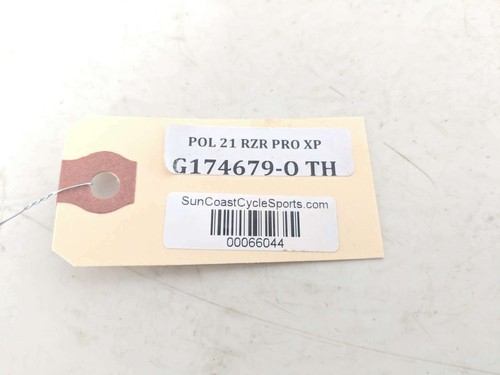 POL 21 RZR PRO XP
G174679-O TH
SunCoastCycleSports.com
00066044